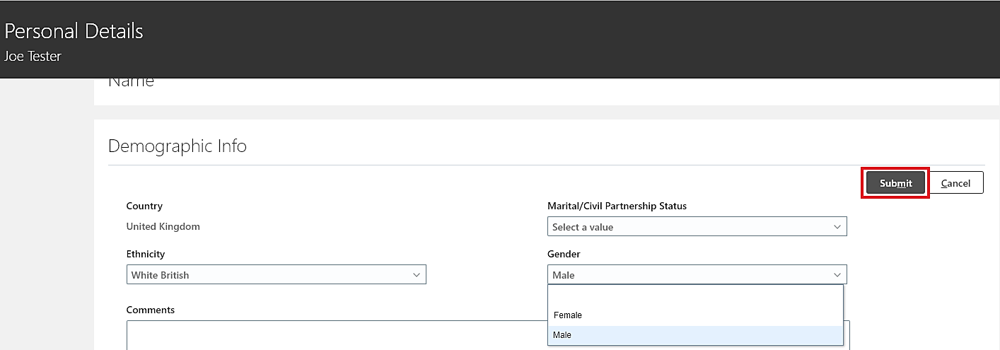 Personal Details
Joe Tester
Name
Demographic Info
Submit Cancel
Country
Marital/Civil Partnership Status
United Kingdom
Select a value
Ethnicity
Gender
White British
Male
Comments
Female
Male